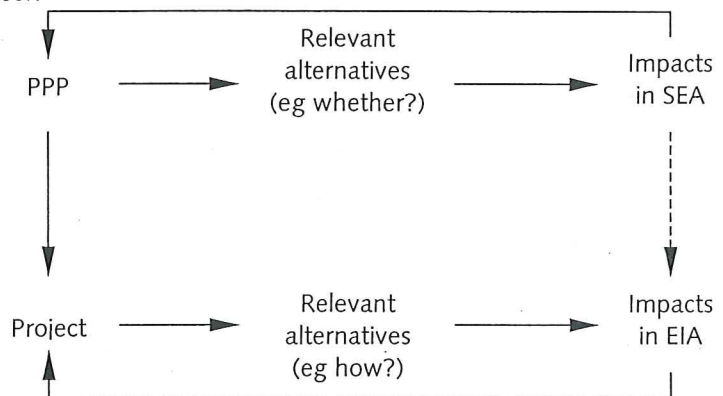 PPP
Relevant
alternatives
(eg whether?)
Impacts
in SEA
Project
Relevant
alternatives
(eg how?)
Impacts
in EIA